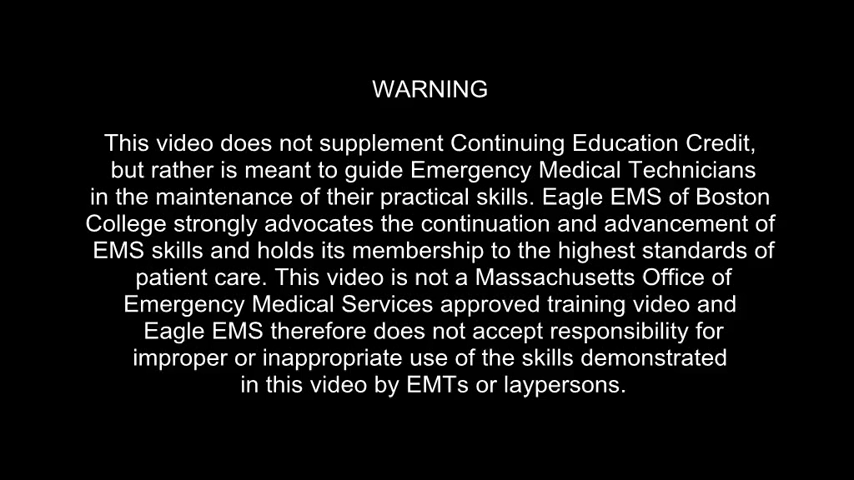 WARNING
This video does not supplement Continuing Education Credit,
but rather is meant to guide Emergency Medical Technicians
in the maintenance of their practical skills. Eagle EMS of Boston
College strongly advocates the continuation and advancement of
EMS skills and holds its membership to the highest standards of
patient care. This video is not a Massachusetts Office of
Emergency Medical Services approved training video and
Eagle EMS therefore does not accept responsibility for
improper or inappropriate use of the skills demonstrated
in this video by EMTs or laypersons.